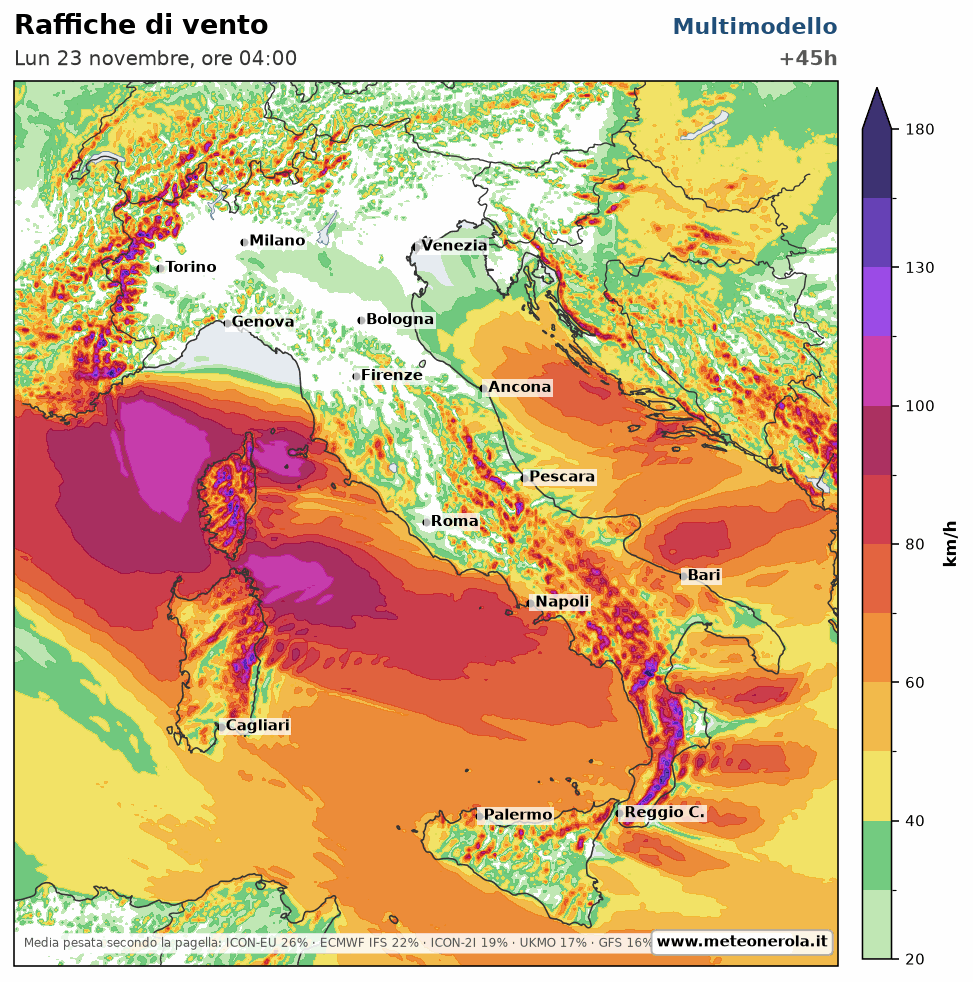 Raffiche di vento
Multimodello
Lun 23 novembre, ore 04:00
+45h
Milano
Venezia
Torino
Genova
Bologna
Firenze
Ancona
Pescara
Roma
Bari
Napoli
Cagliari
Palermo
Reggio C.
180
130
100
80
60
40
20
km/h
Media pesata secondo la pagella: ICON-EU 26% · ECMWF IFS 22% · ICON-2I 19% · UKMO 17% · GFS 16%
www.meteonerola.it